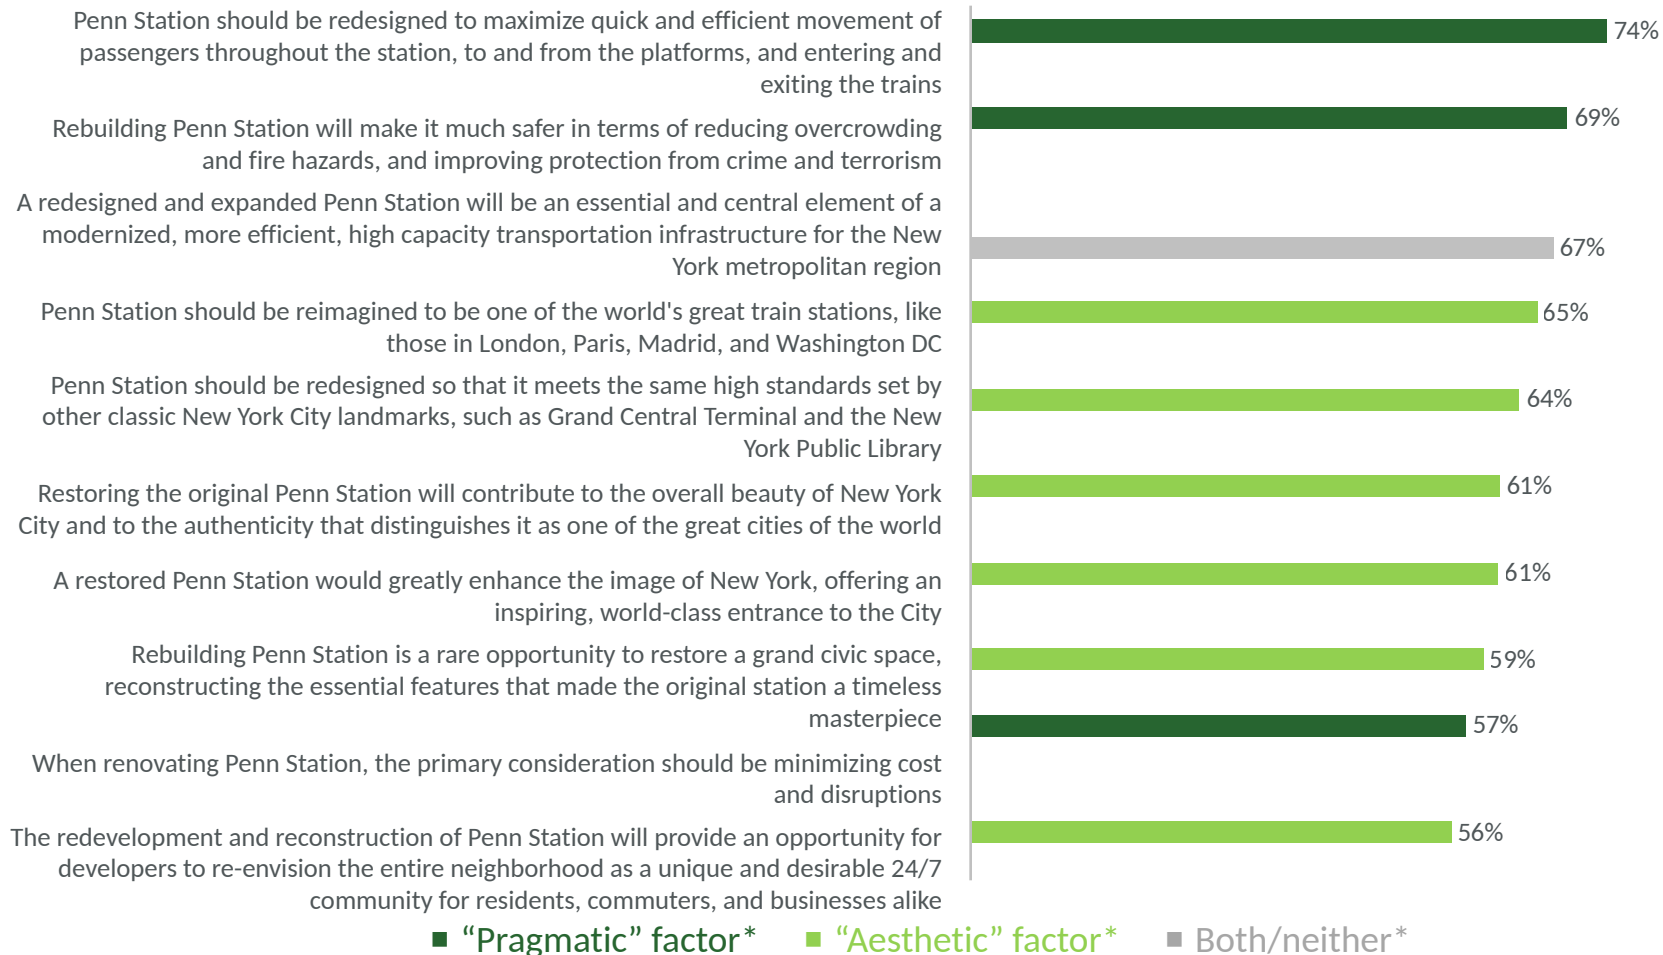 Penn Station should be redesigned to maximize quick and efficient movement of
passengers throughout the station, to and from the platforms, and entering and
exiting the trains
74%
Rebuilding Penn Station will make it much safer in terms of reducing overcrowding
and fire hazards, and improving protection from crime and terrorism
69%
A redesigned and expanded Penn Station will be an essential and central element of a
modernized, more efficient, high capacity transportation infrastructure for the New
York metropolitan region
67%
Penn Station should be reimagined to be one of the world's great train stations, like
those in London, Paris, Madrid, and Washington DC
65%
Penn Station should be redesigned so that it meets the same high standards set by
other classic New York City landmarks, such as Grand Central Terminal and the New
York Public Library
64%
Restoring the original Penn Station will contribute to the overall beauty of New York
City and to the authenticity that distinguishes it as one of the great cities of the world
61%
A restored Penn Station would greatly enhance the image of New York, offering an
inspiring, world-class entrance to the City
61%
Rebuilding Penn Station is a rare opportunity to restore a grand civic space,
reconstructing the essential features that made the original station a timeless
masterpiece
59%
When renovating Penn Station, the primary consideration should be minimizing cost
and disruptions
57%
The redevelopment and reconstruction of Penn Station will provide an opportunity for
developers to re-envision the entire neighborhood as a unique and desirable 24/7
community for residents, commuters, and businesses alike
56%
“Pragmatic” factor*
“Aesthetic” factor*
Both/neither*